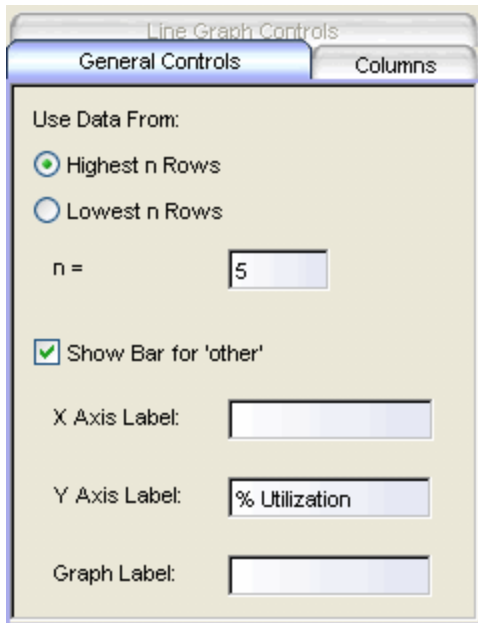 Line Graph Controls
General Controls
Columns
Use Data From:
Highest n Rows
Lowest n Rows
n =
5
Show Bar for 'other'
X Axis Label:
Y Axis Label:
% Utilization
Graph Label: